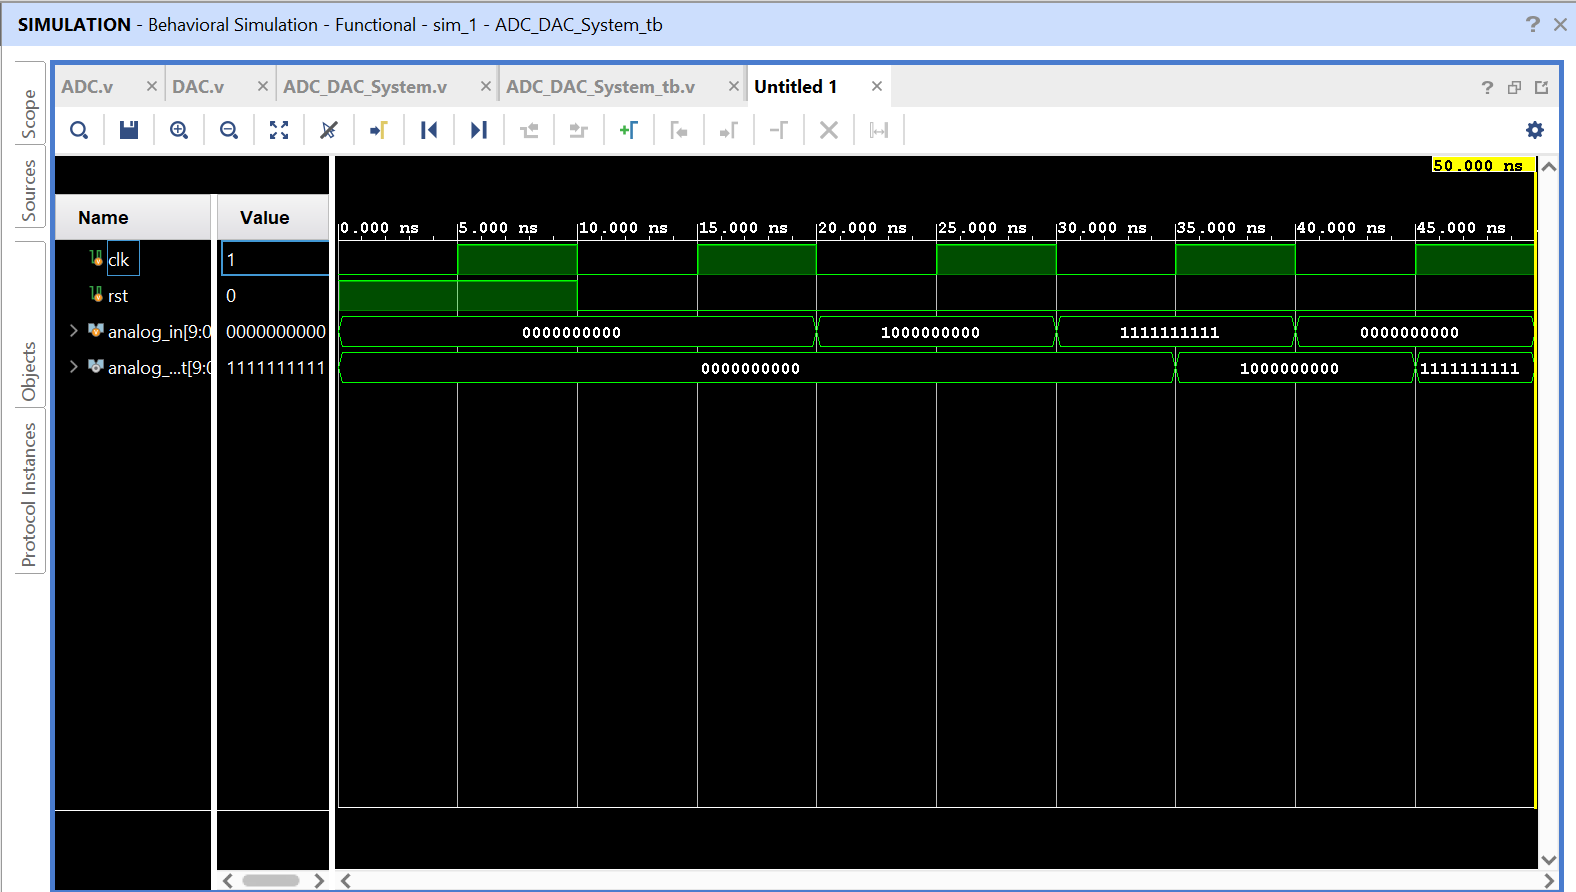 SIMULATION - Behavioral Simulation - Functional - sim_1 - ADC_DAC_System_tb
Scope
Sources
Objects
Protocol Instances
ADC.v
DAC.v
ADC_DAC_System.v
ADC_DAC_System_tb.v
Untitled 1
50.000 ns
Name Value
0.000 ns 5.000 ns 10.000 ns 15.000 ns 20.000 ns 25.000 ns 30.000 ns 35.000 ns 40.000 ns 45.000 ns
clk 1
rst 0
analog_in[9:0 0000000000 0000000000 1000000000 1111111111 0000000000
analog_...t[9:0 1111111111 0000000000 1000000000 1111111111